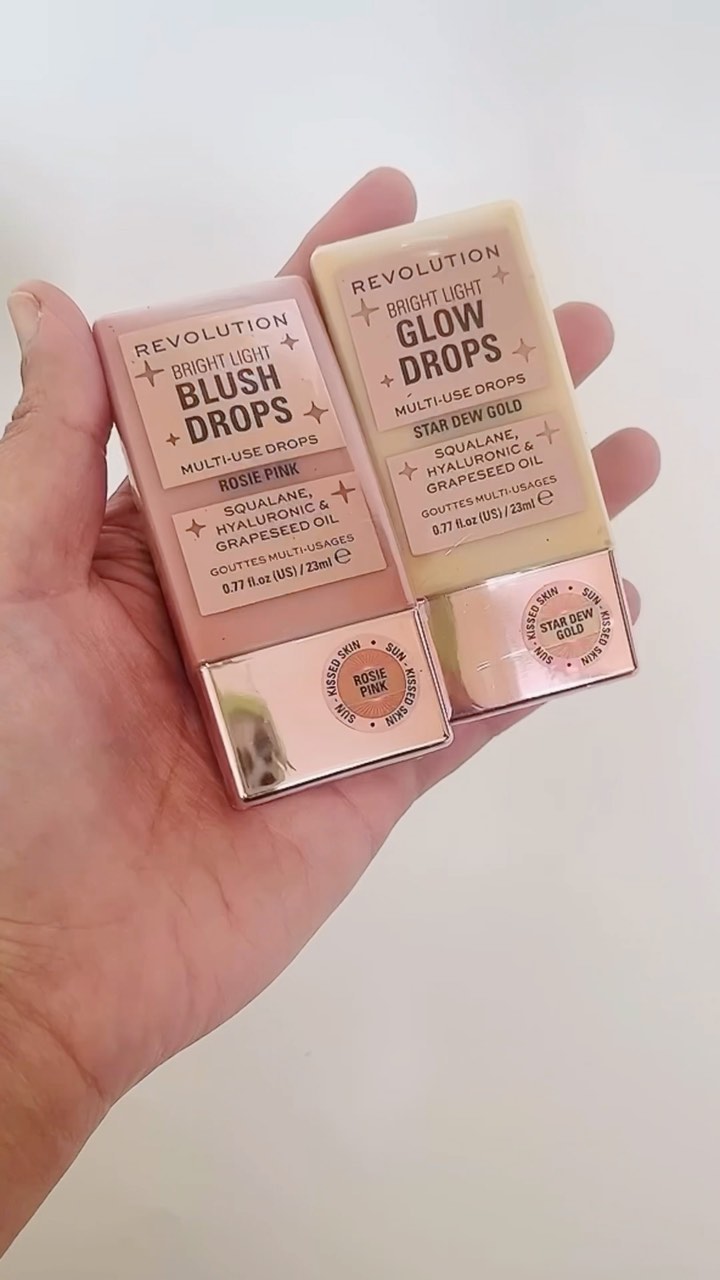 REVOLUTION
BRIGHT LIGHT
BLUSH
DROPS
MULTI-USE DROPS
ROSIE PINK
SQUALANE,
HYALURONIC &
GRAPESEED OIL
GOUTTES MULTI-USAGES
0.77 fl.oz (US) / 23ml ℮
SUN - KISSED SKIN • SUN - KISSED SKIN •
ROSIE
PINK
REVOLUTION
BRIGHT LIGHT
GLOW
DROPS
MULTI-USE DROPS
STAR DEW GOLD
SQUALANE,
HYALURONIC &
GRAPESEED OIL
GOUTTES MULTI-USAGES
0.77 fl.oz (US) / 23ml ℮
SUN - KISSED SKIN • SUN - KISSED SKIN •
STAR DEW
GOLD